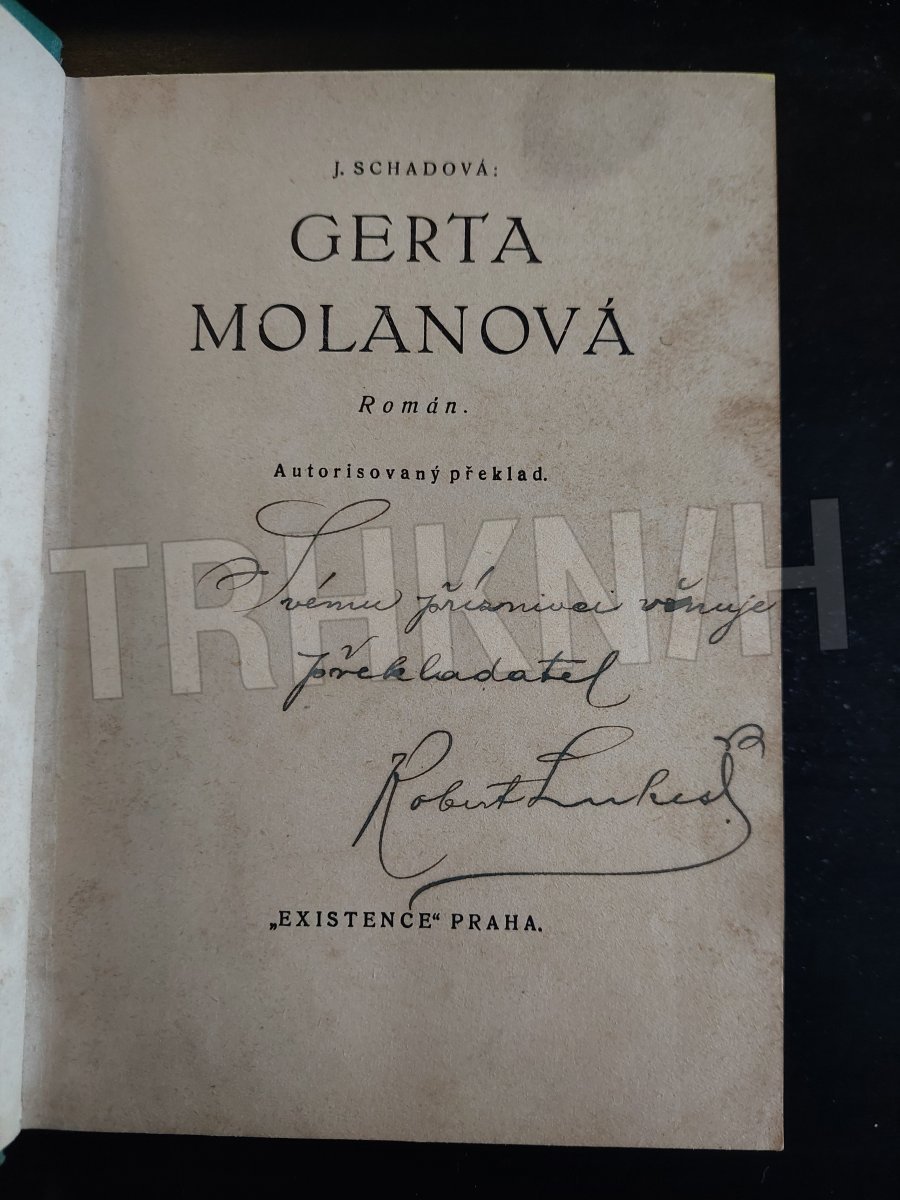 J. SCHADOVÁ:
GERTA
MOLANOVÁ
Román.
Autorisovaný překlad.
TRHKNIH
Svému příznivci věnuje
překladatel
Robert Lukeš
„EXISTENCE“ PRAHA.